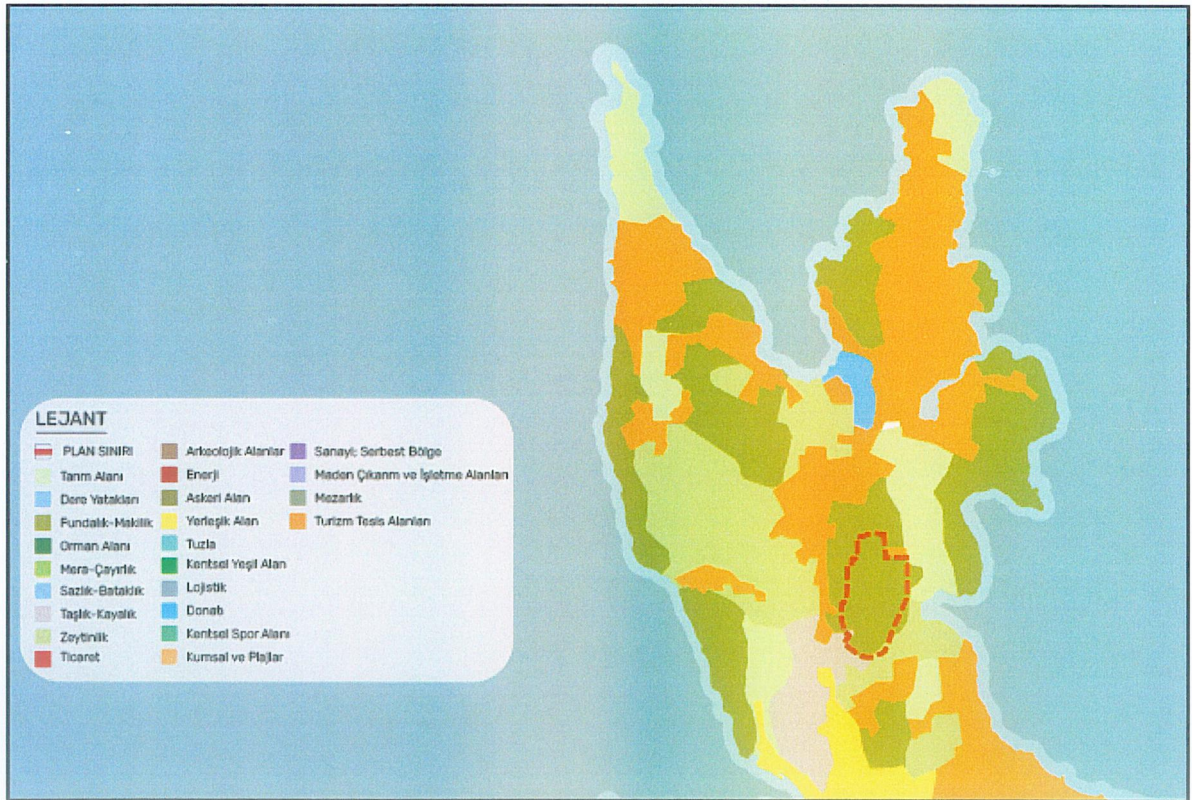 LEJANT
PLAN SINIRI
Tarım Alanı
Dere Yatakları
Fundalık-Makilik
Orman Alanı
Mera-Çayırlık
Sazlık-Bataklık
Taşlık-Kayalık
Zeytinlik
Ticaret
Arkeolojik Alanlar
Enerji
Askeri Alan
Yerleşik Alan
Tuzla
Kentsel Yeşil Alan
Lojistik
Donatı
Kentsel Spor Alanı
Kumsal ve Plajlar
Sanayi; Serbest Bölge
Maden Çıkarım ve İşletme Alanları
Mezarlık
Turizm Tesis Alanları